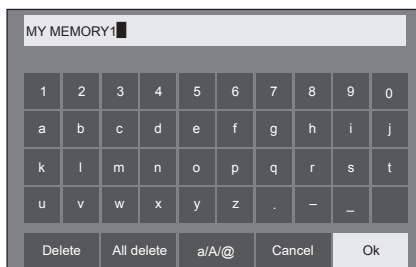 MY MEMORY1
1 2 3 4 5 6 7 8 9 0
a b c d e f g h i j
k l m n o p q r s t
u v w x y z . – _
Delete All delete a/A/@ Cancel Ok